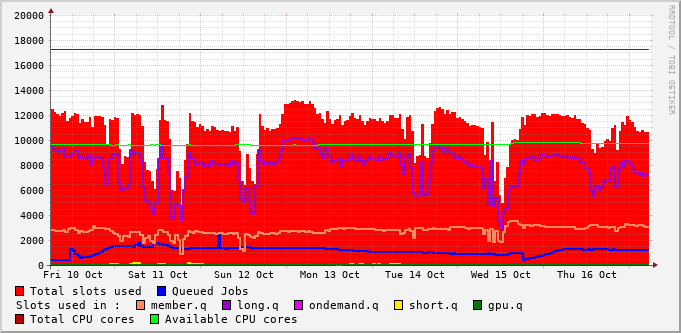 20000
18000
16000
14000
12000
10000
8000
6000
4000
2000
0
Fri 10 Oct Sat 11 Oct Sun 12 Oct Mon 13 Oct Tue 14 Oct Wed 15 Oct Thu 16 Oct
RRDTOOL / TOBI OETIKER
Total slots used Queued Jobs
Slots used in : member.q long.q ondemand.q short.q gpu.q
Total CPU cores Available CPU cores